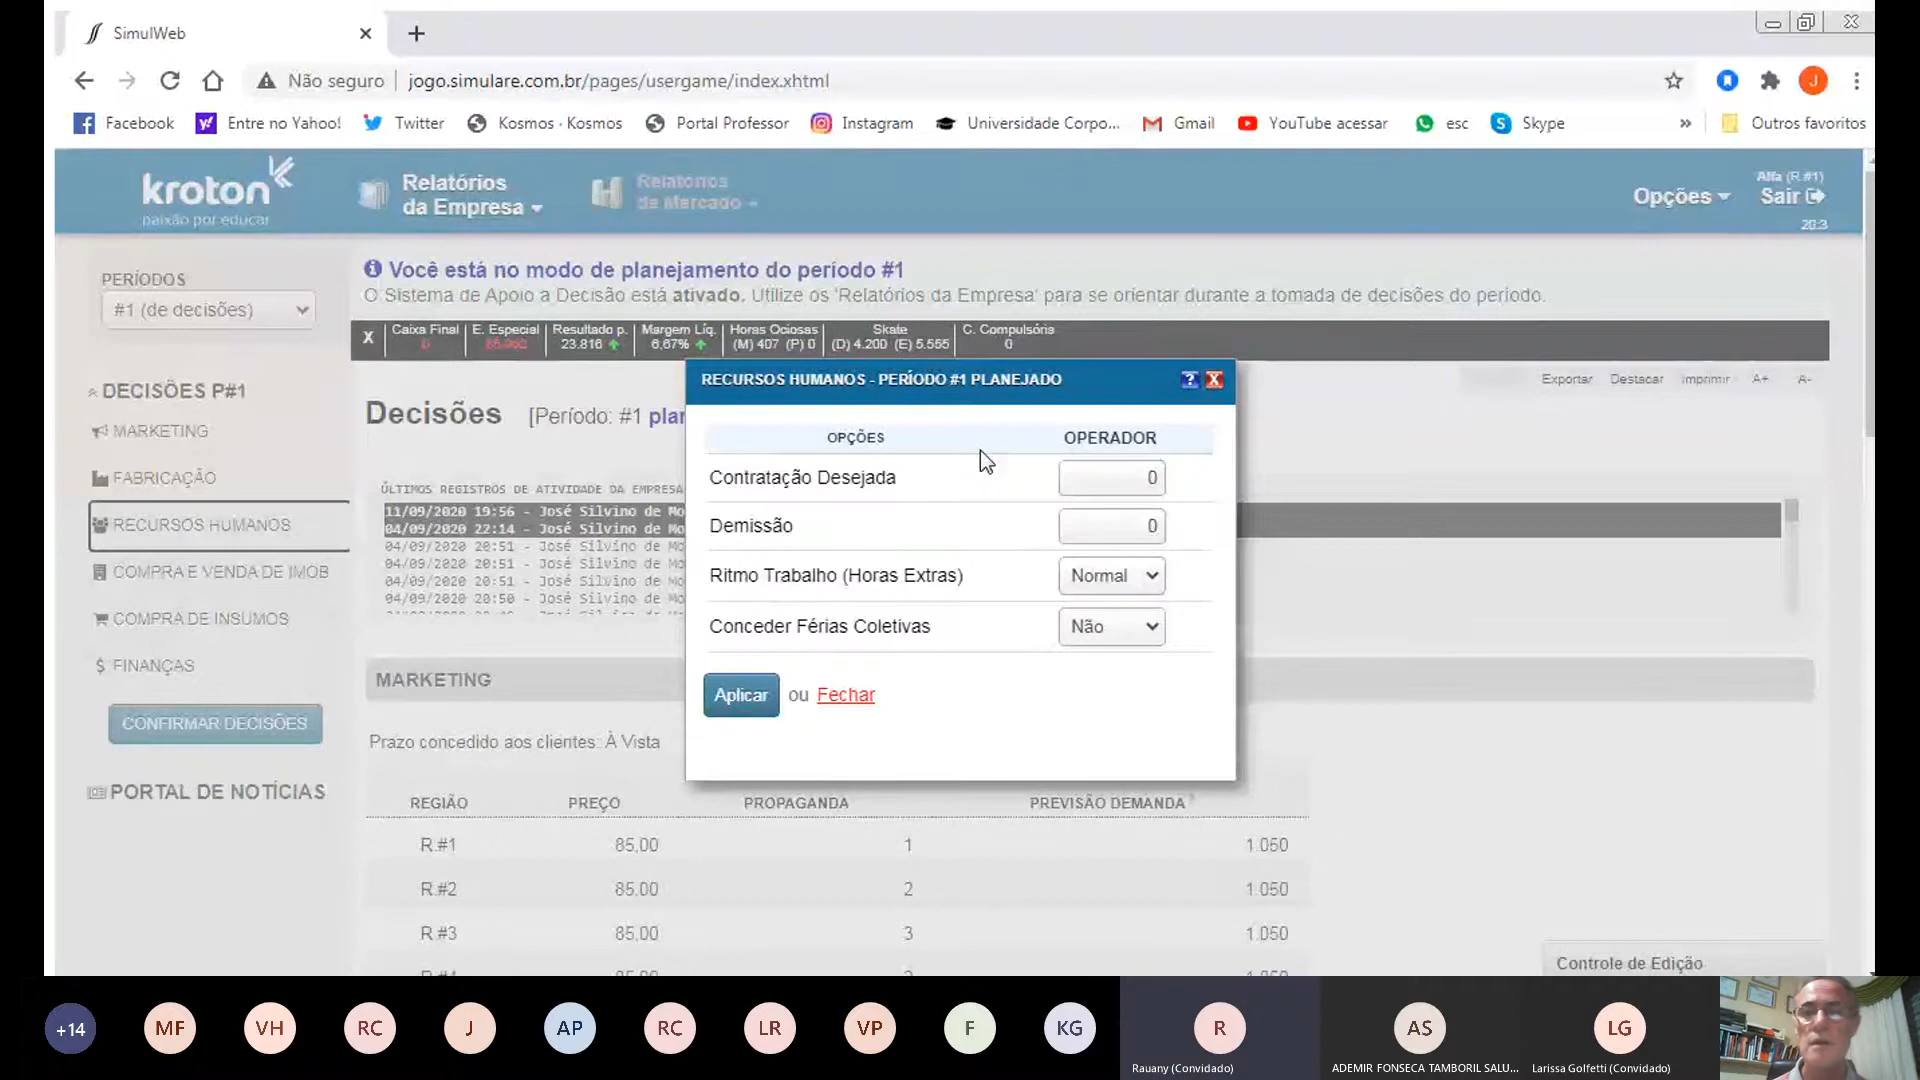 SimulWeb
Não seguro jogo.simulare.com.br/pages/usergame/index.xhtml
Facebook Entre no Yahoo! Twitter Kosmos · Kosmos Portal Professor Instagram Universidade Corpo... Gmail YouTube acessar esc Skype » Outros favoritos
kroton
paixão por educar
Relatórios
da Empresa
Relatórios
de Mercado
Opções
Alfa (R.#1)
Sair
20:3
PERÍODOS
#1 (de decisões)
Você está no modo de planejamento do período #1
O Sistema de Apoio a Decisão está ativado. Utilize os 'Relatórios da Empresa' para se orientar durante a tomada de decisões do período.
X
Caixa Final E. Especial Resultado p. Margem Líq. Horas Ociosas Skate C. Compulsória
0 23.816 6,67% (M) 407 (P) 0 (D) 4.200 (E) 5.555 0
RECURSOS HUMANOS - PERÍODO #1 PLANEJADO
Exportar Destacar Imprimir A+ A-
OPÇÕES OPERADOR
Contratação Desejada 0
Demissão 0
Ritmo Trabalho (Horas Extras) Normal
Conceder Férias Coletivas Não
Aplicar ou Fechar
DECISÕES P#1
MARKETING
FABRICAÇÃO
RECURSOS HUMANOS
COMPRA E VENDA DE IMOB
COMPRA DE INSUMOS
FINANÇAS
CONFIRMAR DECISÕES
PORTAL DE NOTÍCIAS
Decisões [Período: #1 plan
ÚLTIMOS REGISTROS DE ATIVIDADE DA EMPRESA
11/09/2020 19:56 - José Silvino de Mo
04/09/2020 22:14 - José Silvino de Mo
04/09/2020 20:51 - José Silvino de Mo
04/09/2020 20:51 - José Silvino de Mo
04/09/2020 20:51 - José Silvino de Mo
04/09/2020 20:50 - José Silvino de Mo
MARKETING
Prazo concedido aos clientes: À Vista
REGIÃO PREÇO PROPAGANDA PREVISÃO DEMANDA
R.#1 85,00 1 1.050
R.#2 85,00 2 1.050
R.#3 85,00 3 1.050
Controle de Edição
+14 MF VH RC J AP RC LR VP F KG R AS LG
Rauany (Convidado) ADEMIR FONSECA TAMBORIL SALU... Larissa Golfetti (Convidado)